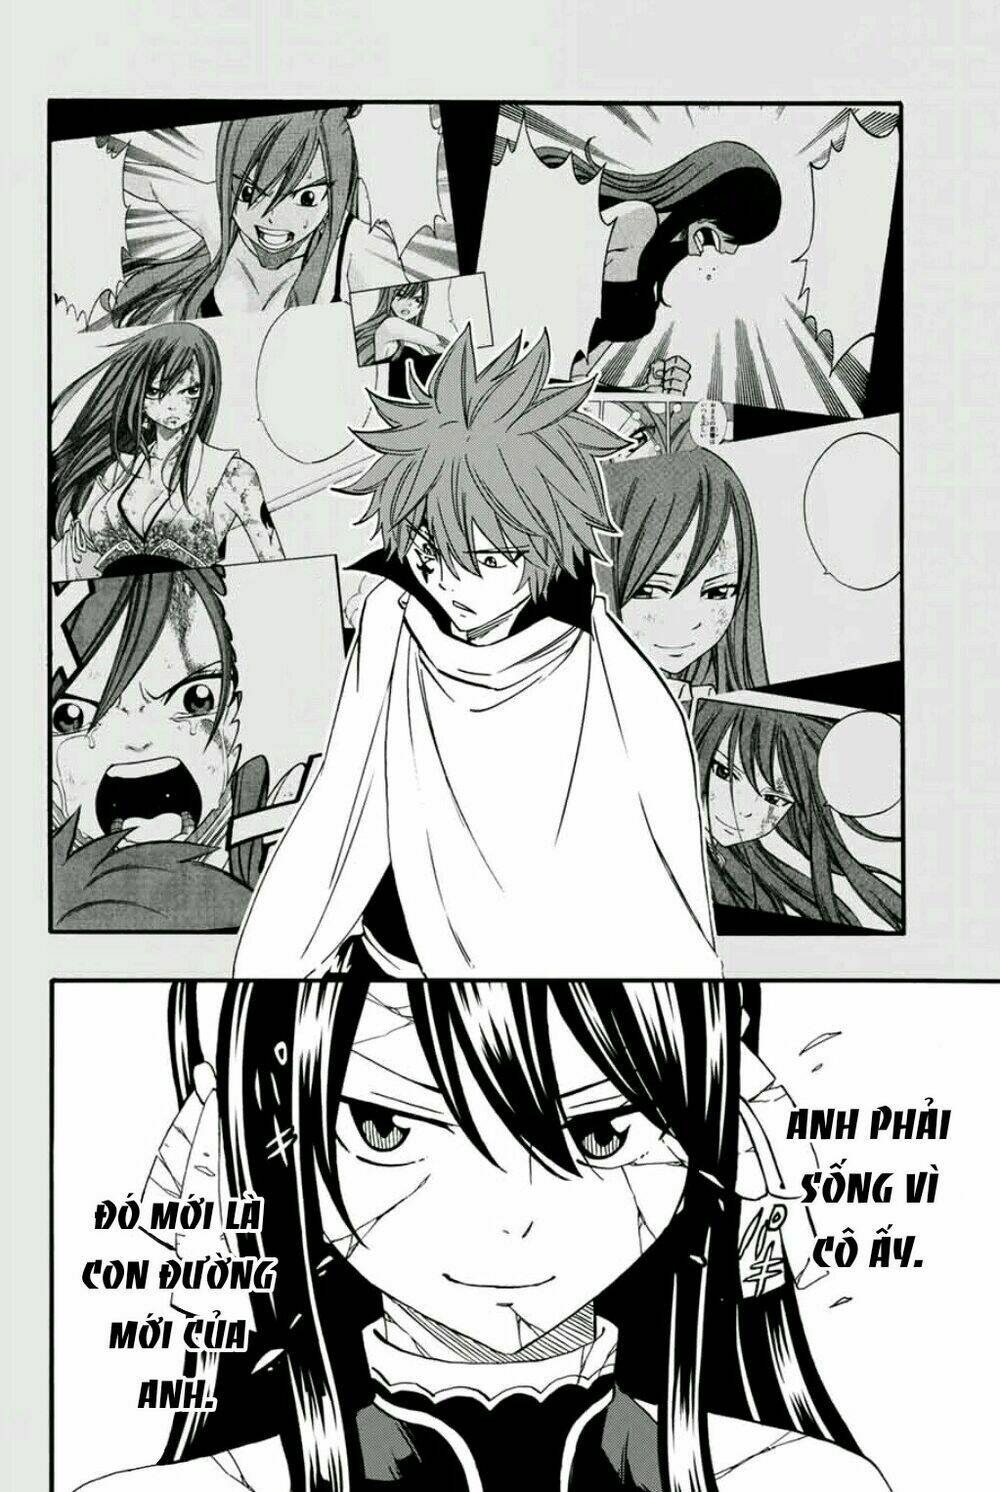 ANH PHẢI
SỐNG VÌ
CÔ ẤY.
ĐÓ MỚI LÀ
CON ĐƯỜNG
MỚI CỦA
ANH.